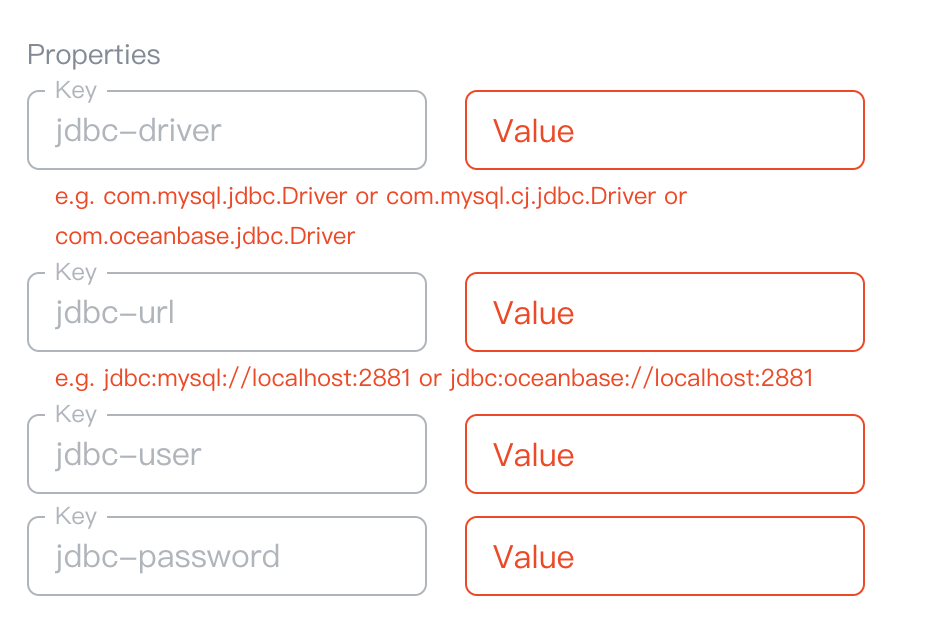 Properties
Key
jdbc-driver
Value
e.g. com.mysql.jdbc.Driver or com.mysql.cj.jdbc.Driver or
com.oceanbase.jdbc.Driver
Key
jdbc-url
Value
e.g. jdbc:mysql://localhost:2881 or jdbc:oceanbase://localhost:2881
Key
jdbc-user
Value
Key
jdbc-password
Value